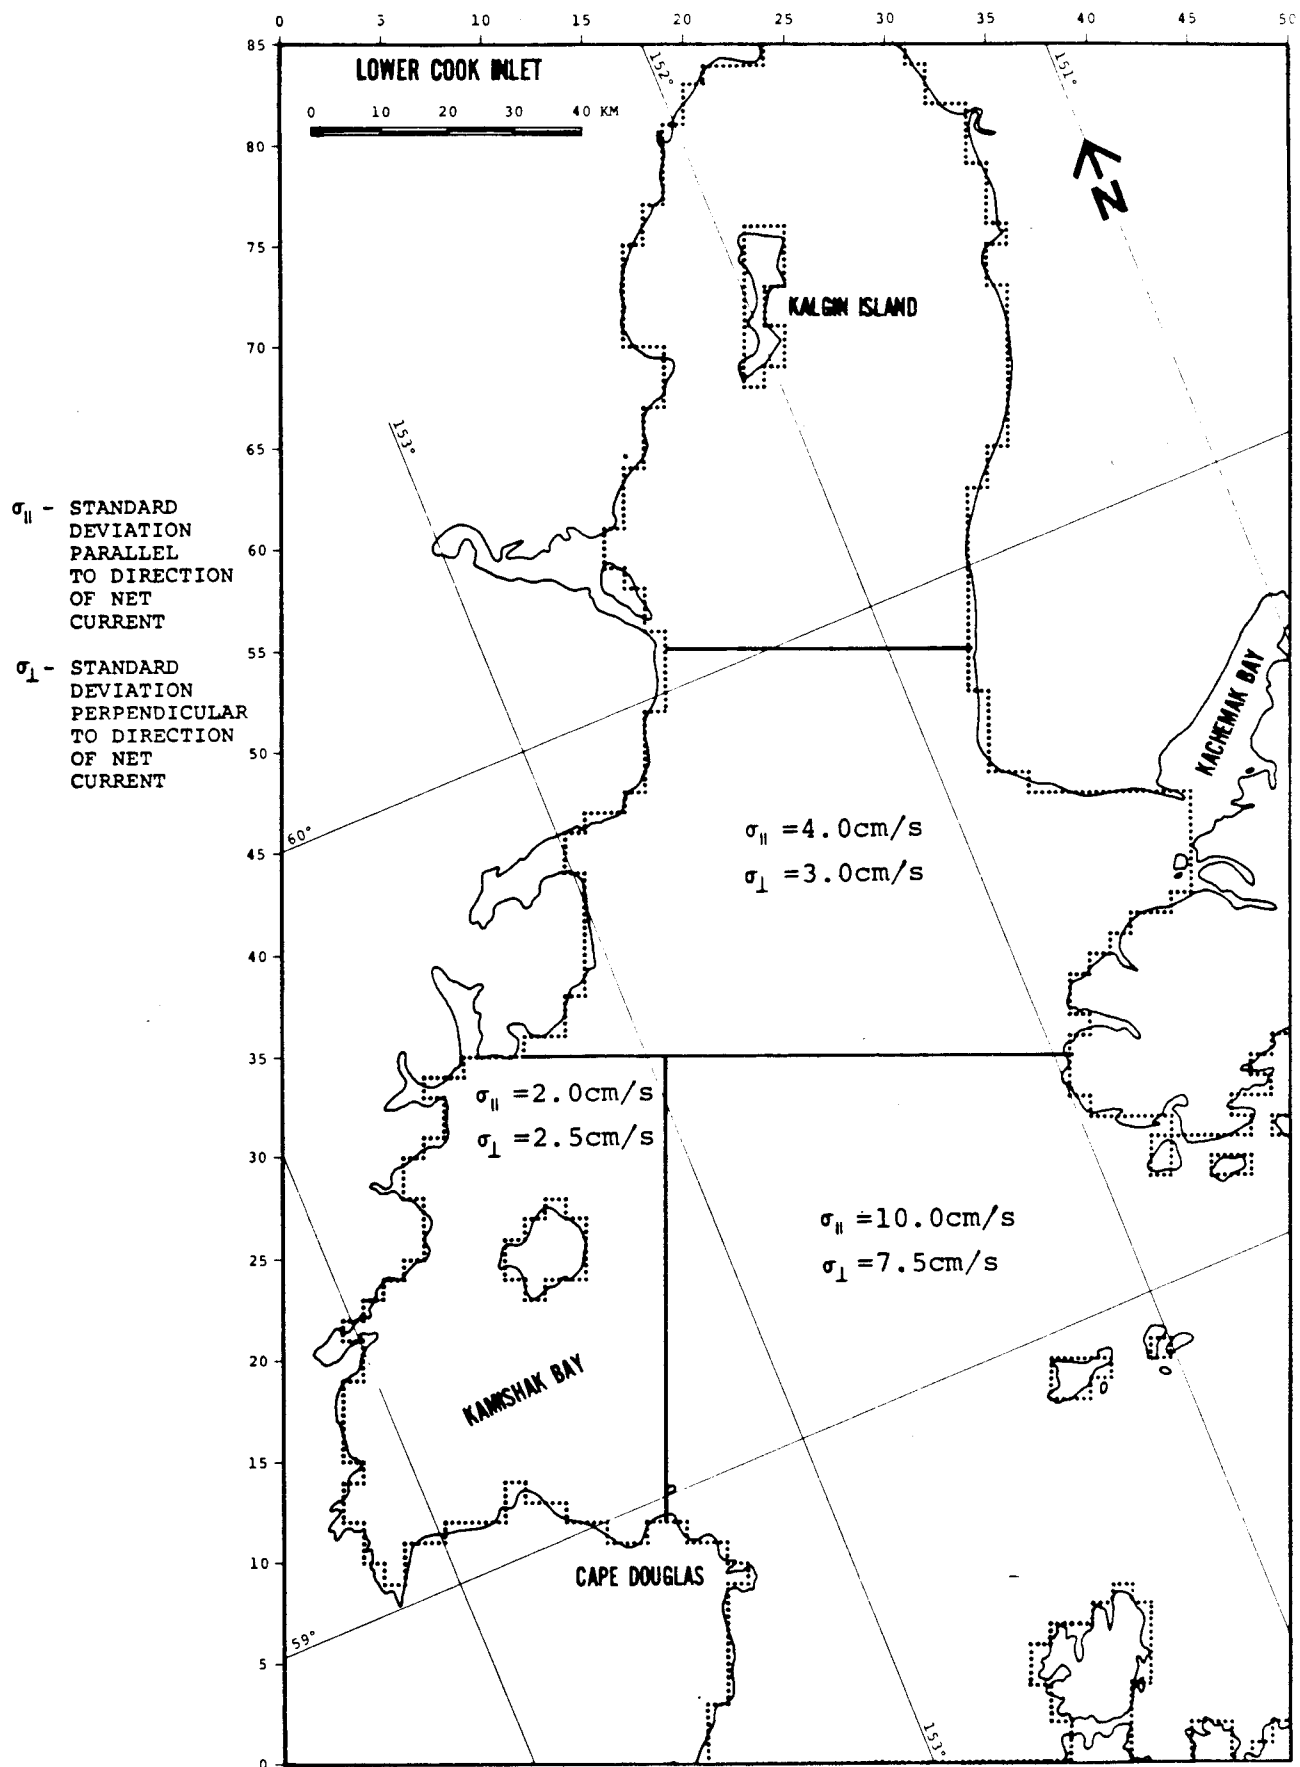 0 5 10 15 20 25 30 35 40 45 50
85
LOWER COOK INLET
0 10 20 30 40 KM
152°
151°
80
N
75
KALGIN ISLAND
70
153°
65
σ∥ - STANDARD
DEVIATION
PARALLEL
TO DIRECTION
OF NET
CURRENT
60
55
σ⊥ - STANDARD
DEVIATION
PERPENDICULAR
TO DIRECTION
OF NET
CURRENT
KACHEMAK BAY
50
60°
45
σ∥ =4.0cm/s
σ⊥ =3.0cm/s
40
35
σ∥ =2.0cm/s
σ⊥ =2.5cm/s
30
σ∥ =10.0cm/s
σ⊥ =7.5cm/s
25
20
KAMISHAK BAY
15
10
CAPE DOUGLAS
59°
5
153°
0